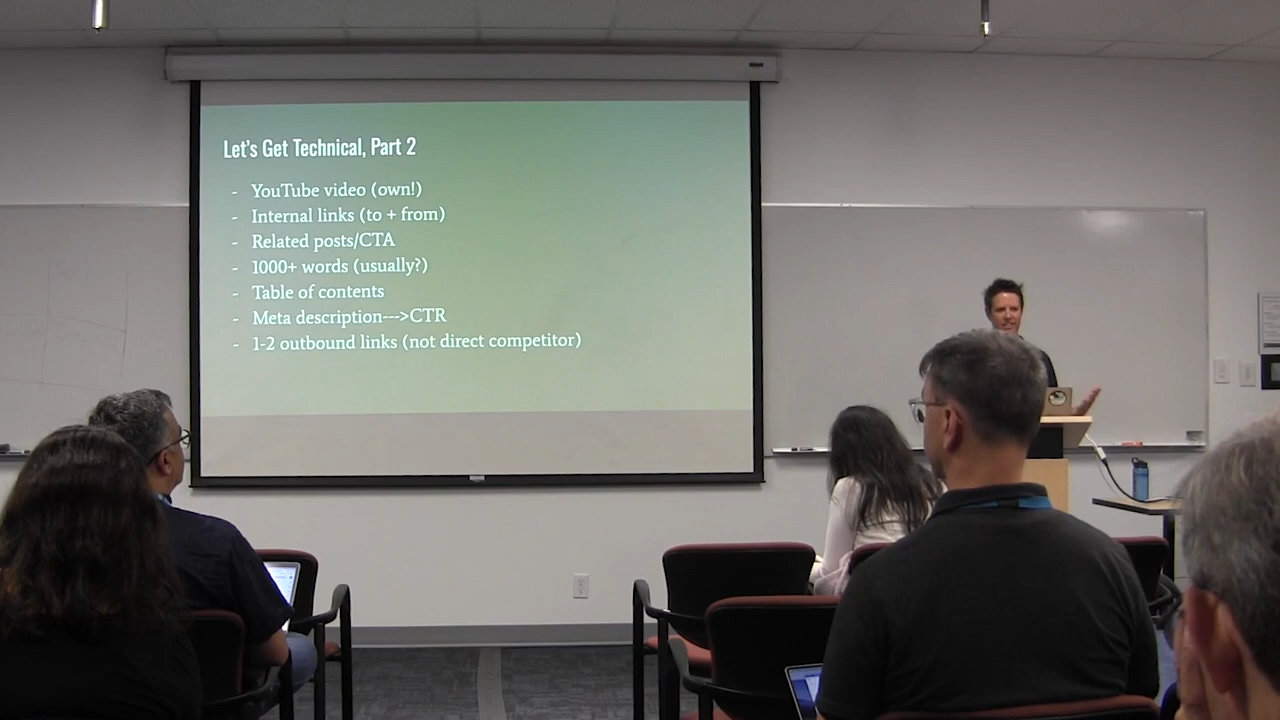 Let's Get Technical, Part 2
- YouTube video (own!)
- Internal links (to + from)
- Related posts/CTA
- 1000+ words (usually?)
- Table of contents
- Meta description--->CTR
- 1-2 outbound links (not direct competitor)